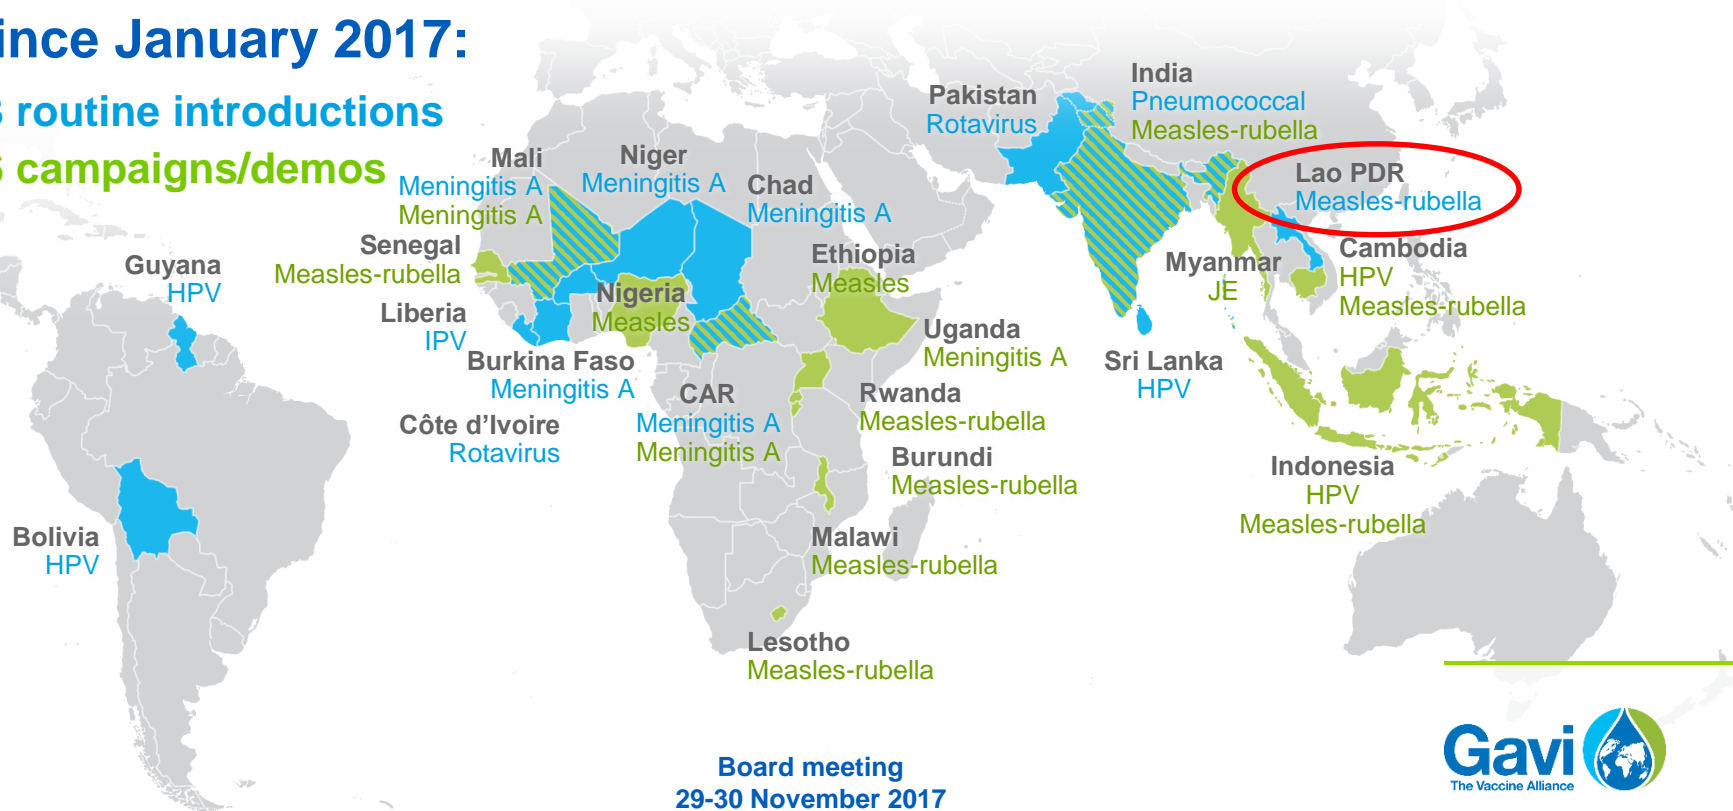 ince January 2017:
routine introductions
campaigns/demos
Mali
Meningitis A
Meningitis A
Niger
Meningitis A
Chad
Meningitis A
Pakistan
Rotavirus
India
Pneumococcal
Measles-rubella
Lao PDR
Measles-rubella
Senegal
Measles-rubella
Guyana
HPV
Liberia
IPV
Nigeria
Measles
Ethiopia
Measles
Myanmar
JE
Cambodia
HPV
Measles-rubella
Burkina Faso
Meningitis A
Uganda
Meningitis A
Sri Lanka
HPV
Côte d'Ivoire
Rotavirus
CAR
Meningitis A
Meningitis A
Rwanda
Measles-rubella
Burundi
Measles-rubella
Indonesia
HPV
Measles-rubella
Bolivia
HPV
Malawi
Measles-rubella
Lesotho
Measles-rubella
Board meeting
29-30 November 2017
Gavi
The Vaccine Alliance